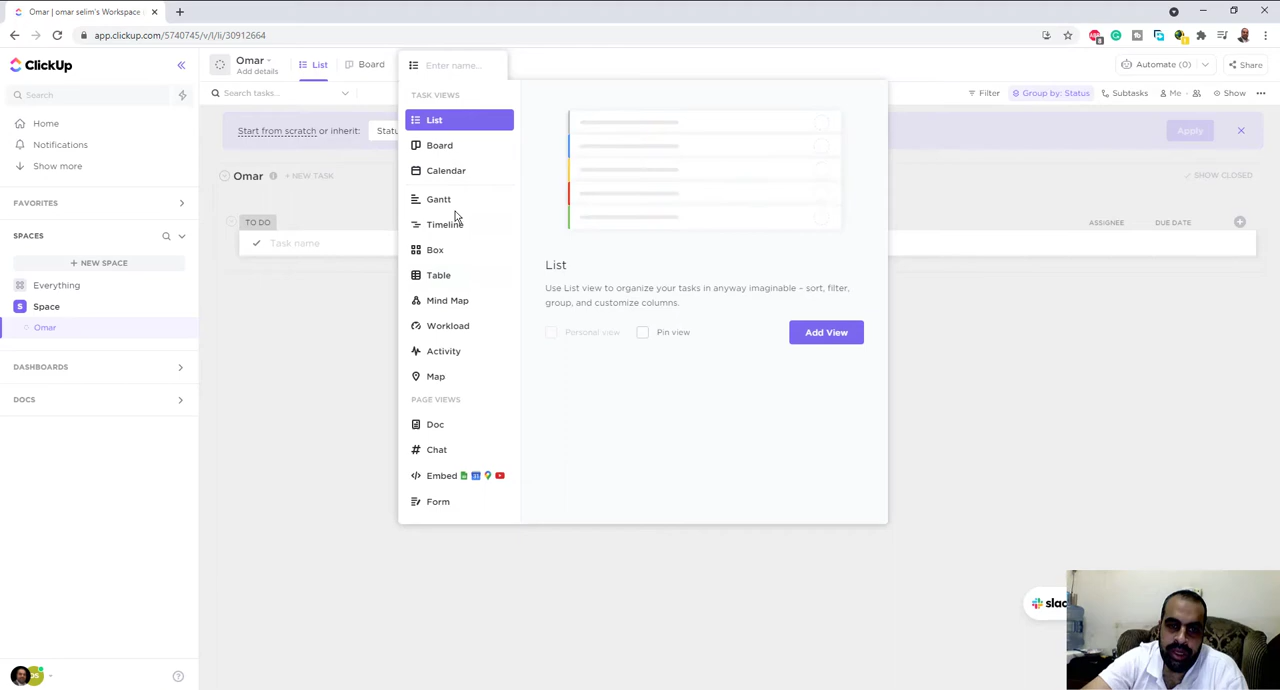 Omar | omar selim's Workspace
app.clickup.com/5740745/v/l/li/30912664
8
1
ClickUp
Omar
Add details
List
Board
Enter name...
Automate (0)
Share
Search
Search tasks...
Filter
Group by: Status
Subtasks
Me
Show
Home
Notifications
Show more
FAVORITES
SPACES
+ NEW SPACE
Everything
S Space
Omar
DASHBOARDS
DOCS
Start from scratch or inherit:
Statu
Apply
Omar
+ NEW TASK
SHOW CLOSED
TO DO
ASSIGNEE
DUE DATE
Task name
TASK VIEWS
List
Board
Calendar
Gantt
Timeline
Box
Table
Mind Map
Workload
Activity
Map
PAGE VIEWS
Doc
Chat
Embed
Form
List
Use List view to organize your tasks in anyway imaginable – sort, filter,
group, and customize columns.
Personal view
Pin view
Add View
slac
OS